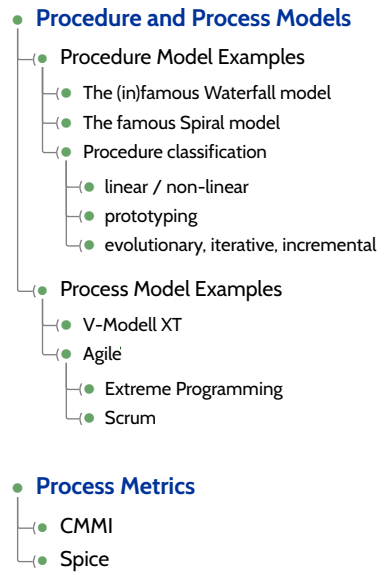 Procedure and Process Models
Procedure Model Examples
The (in)famous Waterfall model
The famous Spiral model
Procedure classification
linear / non-linear
prototyping
evolutionary, iterative, incremental
Process Model Examples
V-Modell XT
Agile
Extreme Programming
Scrum
Process Metrics
CMMI
Spice